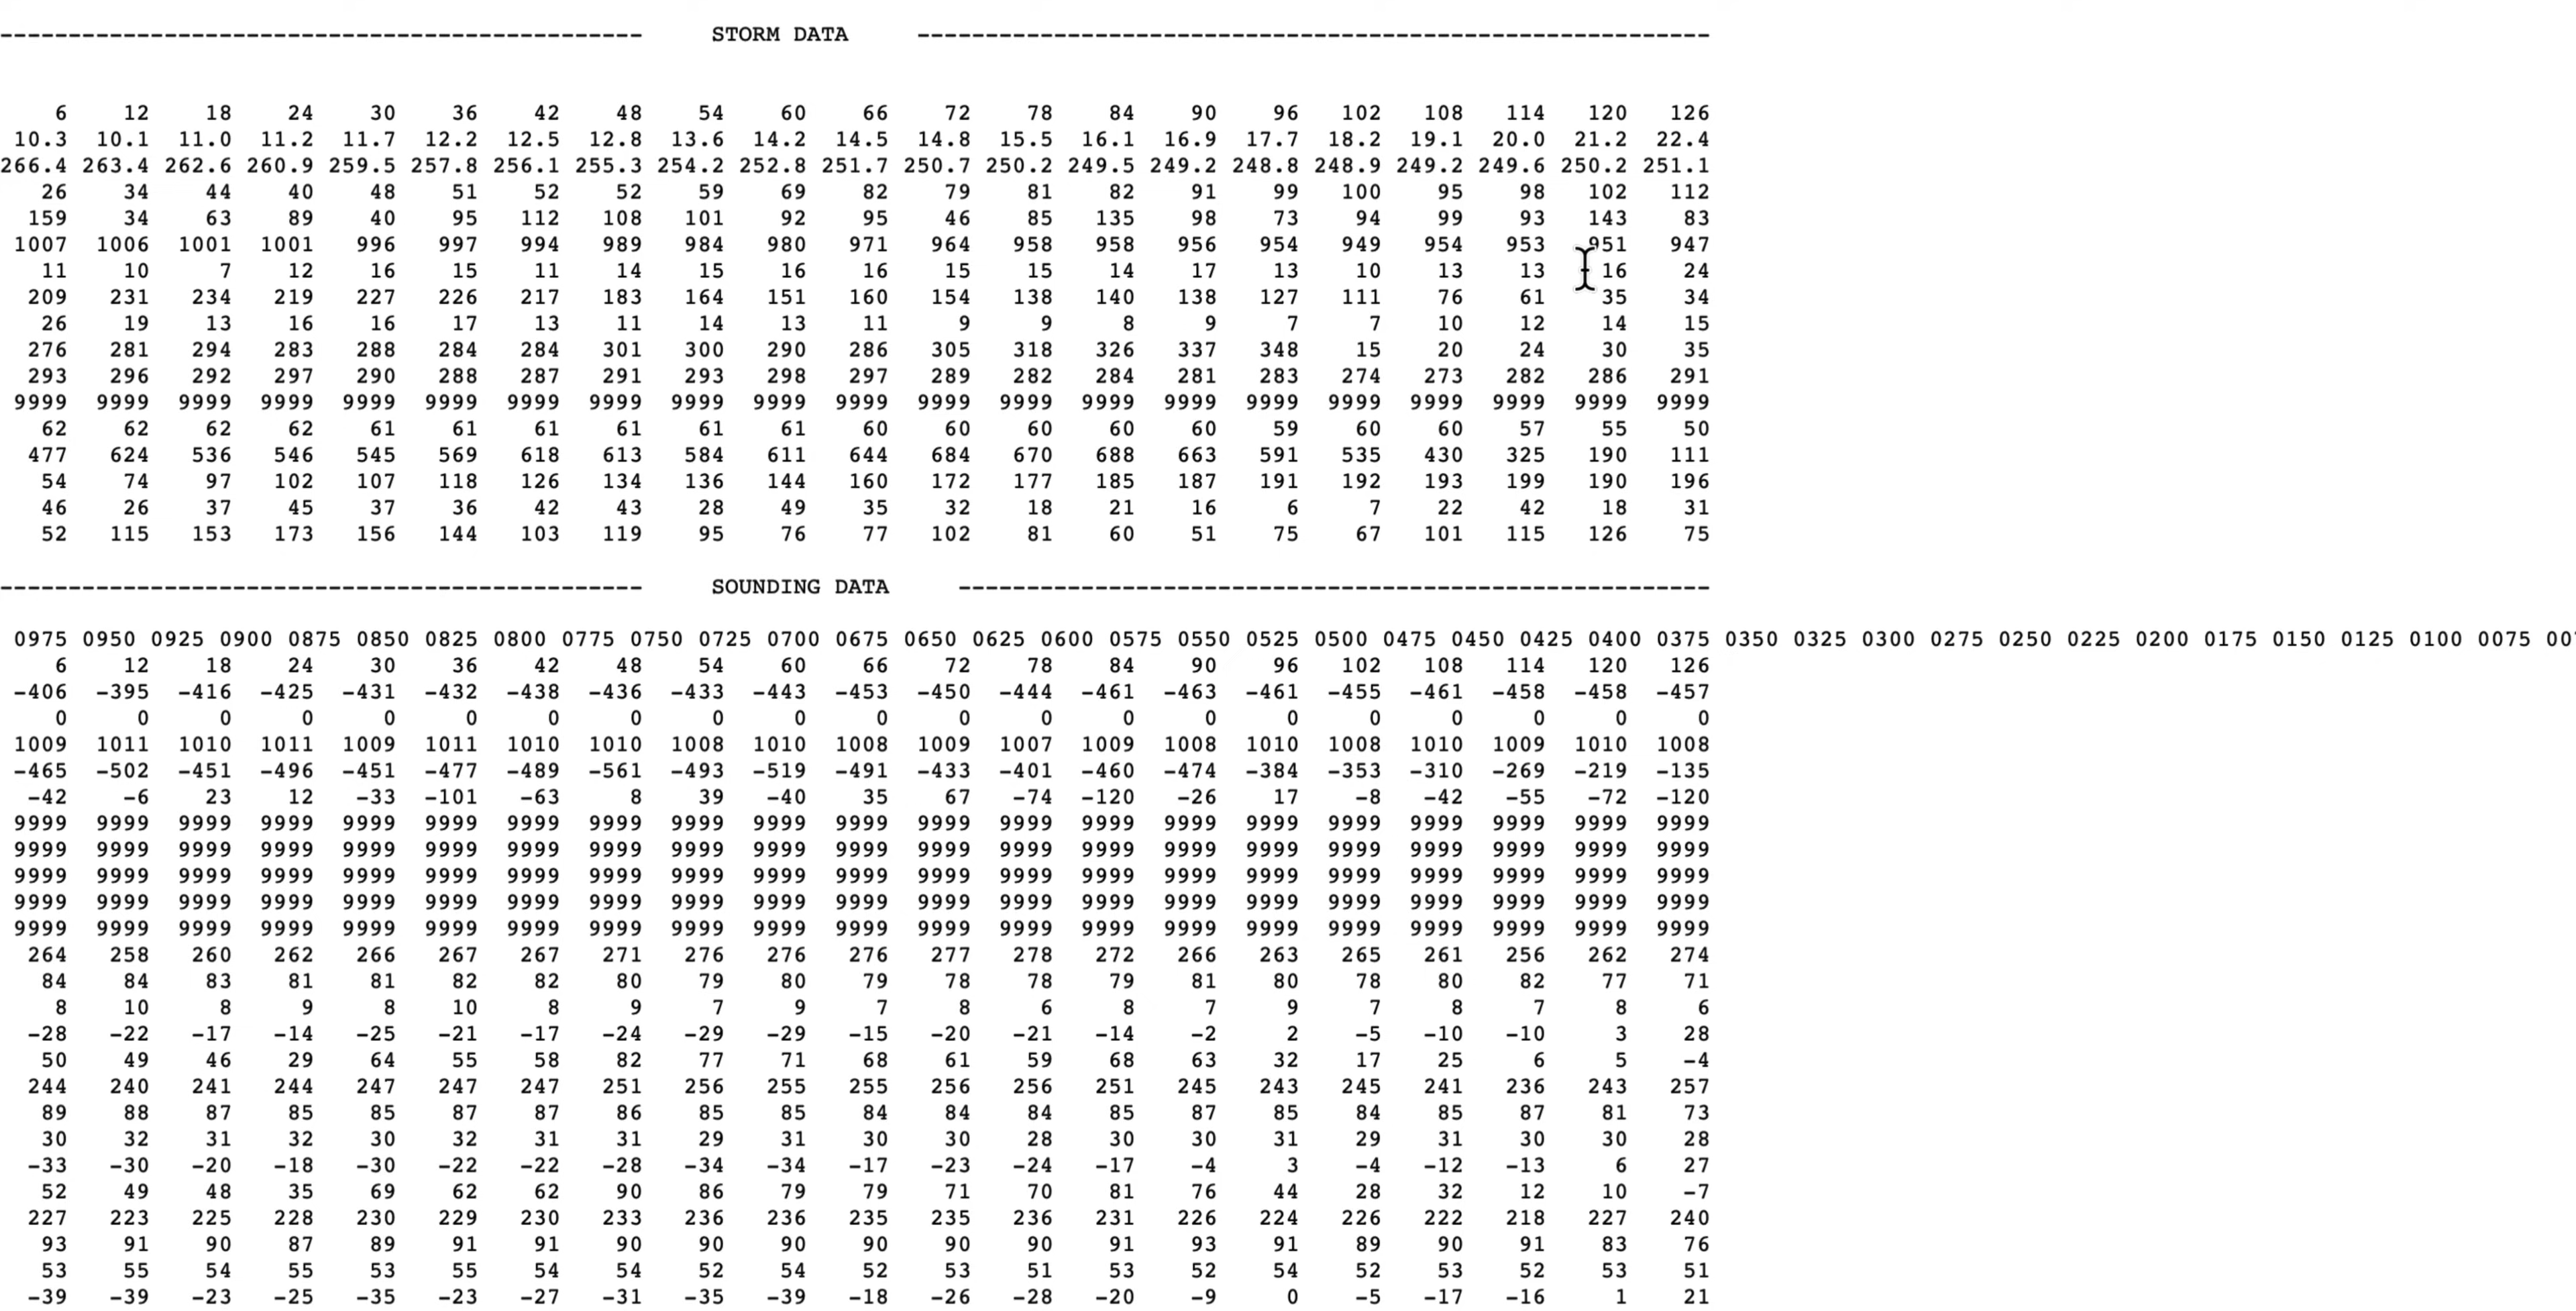 ----------------------------------------------- STORM DATA ----------------------------------------------------------
6 12 18 24 30 36 42 48 54 60 66 72 78 84 90 96 102 108 114 120 126
10.3 10.1 11.0 11.2 11.7 12.2 12.5 12.8 13.6 14.2 14.5 14.8 15.5 16.1 16.9 17.7 18.2 19.1 20.0 21.2 22.4
266.4 263.4 262.6 260.9 259.5 257.8 256.1 255.3 254.2 252.8 251.7 250.7 250.2 249.5 249.2 248.8 248.9 249.2 249.6 250.2 251.1
26 34 44 40 48 51 52 52 59 69 82 79 81 82 91 99 100 95 98 102 112
159 34 63 89 40 95 112 108 101 92 95 46 85 135 98 73 94 99 93 143 83
1007 1006 1001 1001 996 997 994 989 984 980 971 964 958 958 956 954 949 954 953 951 947
11 10 7 12 16 15 11 14 15 16 16 15 15 14 17 13 10 13 13 16 24
209 231 234 219 227 226 217 183 164 151 160 154 138 140 138 127 111 76 61 35 34
26 19 13 16 16 17 13 11 14 13 11 9 9 8 9 7 7 10 12 14 15
276 281 294 283 288 284 284 301 300 290 286 305 318 326 337 348 15 20 24 30 35
293 296 292 297 290 288 287 291 293 298 297 289 282 284 281 283 274 273 282 286 291
9999 9999 9999 9999 9999 9999 9999 9999 9999 9999 9999 9999 9999 9999 9999 9999 9999 9999 9999 9999 9999
62 62 62 62 61 61 61 61 61 61 60 60 60 60 60 59 60 60 57 55 50
477 624 536 546 545 569 618 613 584 611 644 684 670 688 663 591 535 430 325 190 111
54 74 97 102 107 118 126 134 136 144 160 172 177 185 187 191 192 193 199 190 196
46 26 37 45 37 36 42 43 28 49 35 32 18 21 16 6 7 22 42 18 31
52 115 153 173 156 144 103 119 95 76 77 102 81 60 51 75 67 101 115 126 75
----------------------------------------------- SOUNDING DATA -------------------------------------------------------
0975 0950 0925 0900 0875 0850 0825 0800 0775 0750 0725 0700 0675 0650 0625 0600 0575 0550 0525 0500 0475 0450 0425 0400 0375 0350 0325 0300 0275 0250 0225 0200 0175 0150 0125 0100 0075 00
6 12 18 24 30 36 42 48 54 60 66 72 78 84 90 96 102 108 114 120 126
-406 -395 -416 -425 -431 -432 -438 -436 -433 -443 -453 -450 -444 -461 -463 -461 -455 -461 -458 -458 -457
0 0 0 0 0 0 0 0 0 0 0 0 0 0 0 0 0 0 0 0 0
1009 1011 1010 1011 1009 1011 1010 1010 1008 1010 1008 1009 1007 1009 1008 1010 1008 1010 1009 1010 1008
-465 -502 -451 -496 -451 -477 -489 -561 -493 -519 -491 -433 -401 -460 -474 -384 -353 -310 -269 -219 -135
-42 -6 23 12 -33 -101 -63 8 39 -40 35 67 -74 -120 -26 17 -8 -42 -55 -72 -120
9999 9999 9999 9999 9999 9999 9999 9999 9999 9999 9999 9999 9999 9999 9999 9999 9999 9999 9999 9999 9999
9999 9999 9999 9999 9999 9999 9999 9999 9999 9999 9999 9999 9999 9999 9999 9999 9999 9999 9999 9999 9999
9999 9999 9999 9999 9999 9999 9999 9999 9999 9999 9999 9999 9999 9999 9999 9999 9999 9999 9999 9999 9999
9999 9999 9999 9999 9999 9999 9999 9999 9999 9999 9999 9999 9999 9999 9999 9999 9999 9999 9999 9999 9999
9999 9999 9999 9999 9999 9999 9999 9999 9999 9999 9999 9999 9999 9999 9999 9999 9999 9999 9999 9999 9999
264 258 260 262 266 267 267 271 276 276 276 277 278 272 266 263 265 261 256 262 274
84 84 83 81 81 82 82 80 79 80 79 78 78 79 81 80 78 80 82 77 71
8 10 8 9 8 10 8 9 7 9 7 8 6 8 7 9 7 8 7 8 6
-28 -22 -17 -14 -25 -21 -17 -24 -29 -29 -15 -20 -21 -14 -2 2 -5 -10 -10 3 28
50 49 46 29 64 55 58 82 77 71 68 61 59 68 63 32 17 25 6 5 -4
244 240 241 244 247 247 247 251 256 255 255 256 256 251 245 243 245 241 236 243 257
89 88 87 85 85 87 87 86 85 85 84 84 84 85 87 85 84 85 87 81 73
30 32 31 32 30 32 31 31 29 31 30 30 28 30 30 31 29 31 30 30 28
-33 -30 -20 -18 -30 -22 -22 -28 -34 -34 -17 -23 -24 -17 -4 3 -4 -12 -13 6 27
52 49 48 35 69 62 62 90 86 79 79 71 70 81 76 44 28 32 12 10 -7
227 223 225 228 230 229 230 233 236 236 235 235 236 231 226 224 226 222 218 227 240
93 91 90 87 89 91 91 90 90 90 90 90 90 91 93 91 89 90 91 83 76
53 55 54 55 53 55 54 54 52 54 52 53 51 53 52 54 52 53 52 53 51
-39 -39 -23 -25 -35 -23 -27 -31 -35 -39 -18 -26 -28 -20 -9 0 -5 -17 -16 1 21